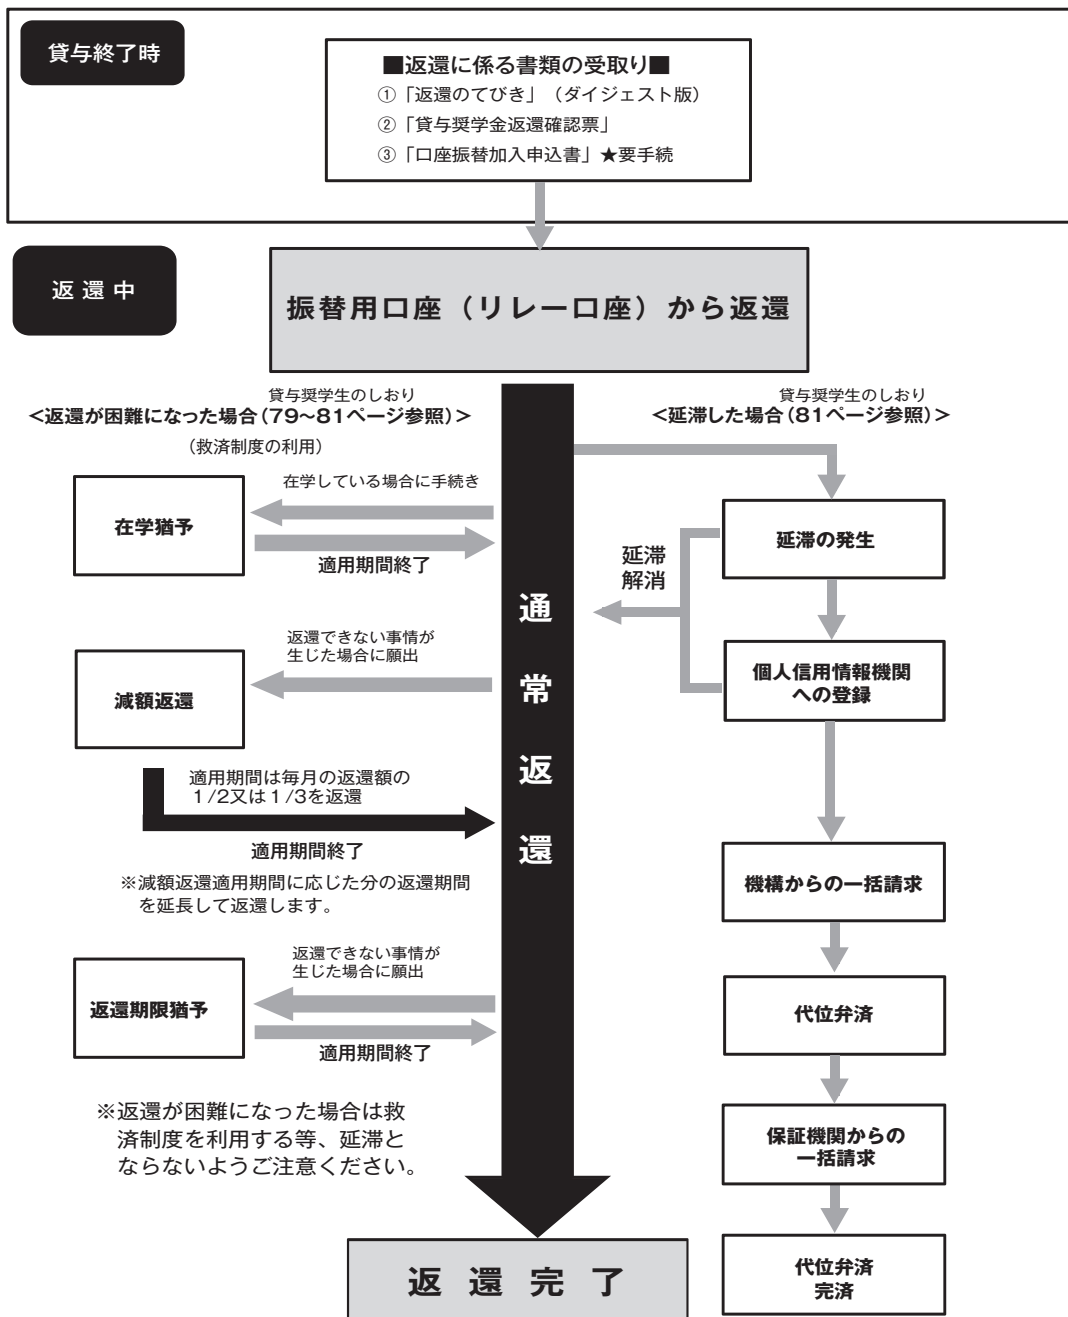 貸与終了時
■返還に係る書類の受取り■
①「返還のてびき」（ダイジェスト版）
②「貸与奨学金返還確認票」
③「口座振替加入申込書」★要手続
返還中
振替用口座（リレー口座）から返還
貸与奨学生のしおり
<返還が困難になった場合(79～81ページ参照)>
（救済制度の利用）
在学している場合に手続き
在学猶予
適用期間終了
返還できない事情が
生じた場合に願出
減額返還
適用期間は毎月の返還額の
1/2又は1/3を返還
適用期間終了
※減額返還適用期間に応じた分の返還期間
を延長して返還します。
返還できない事情が
生じた場合に願出
返還期限猶予
適用期間終了
※返還が困難になった場合は救
済制度を利用する等、延滞と
ならないようご注意ください。
通常返還
貸与奨学生のしおり
<延滞した場合(81ページ参照)>
延滞の発生
延滞
解消
個人信用情報機関
への登録
機構からの一括請求
代位弁済
保証機関からの
一括請求
代位弁済
完済
返還完了